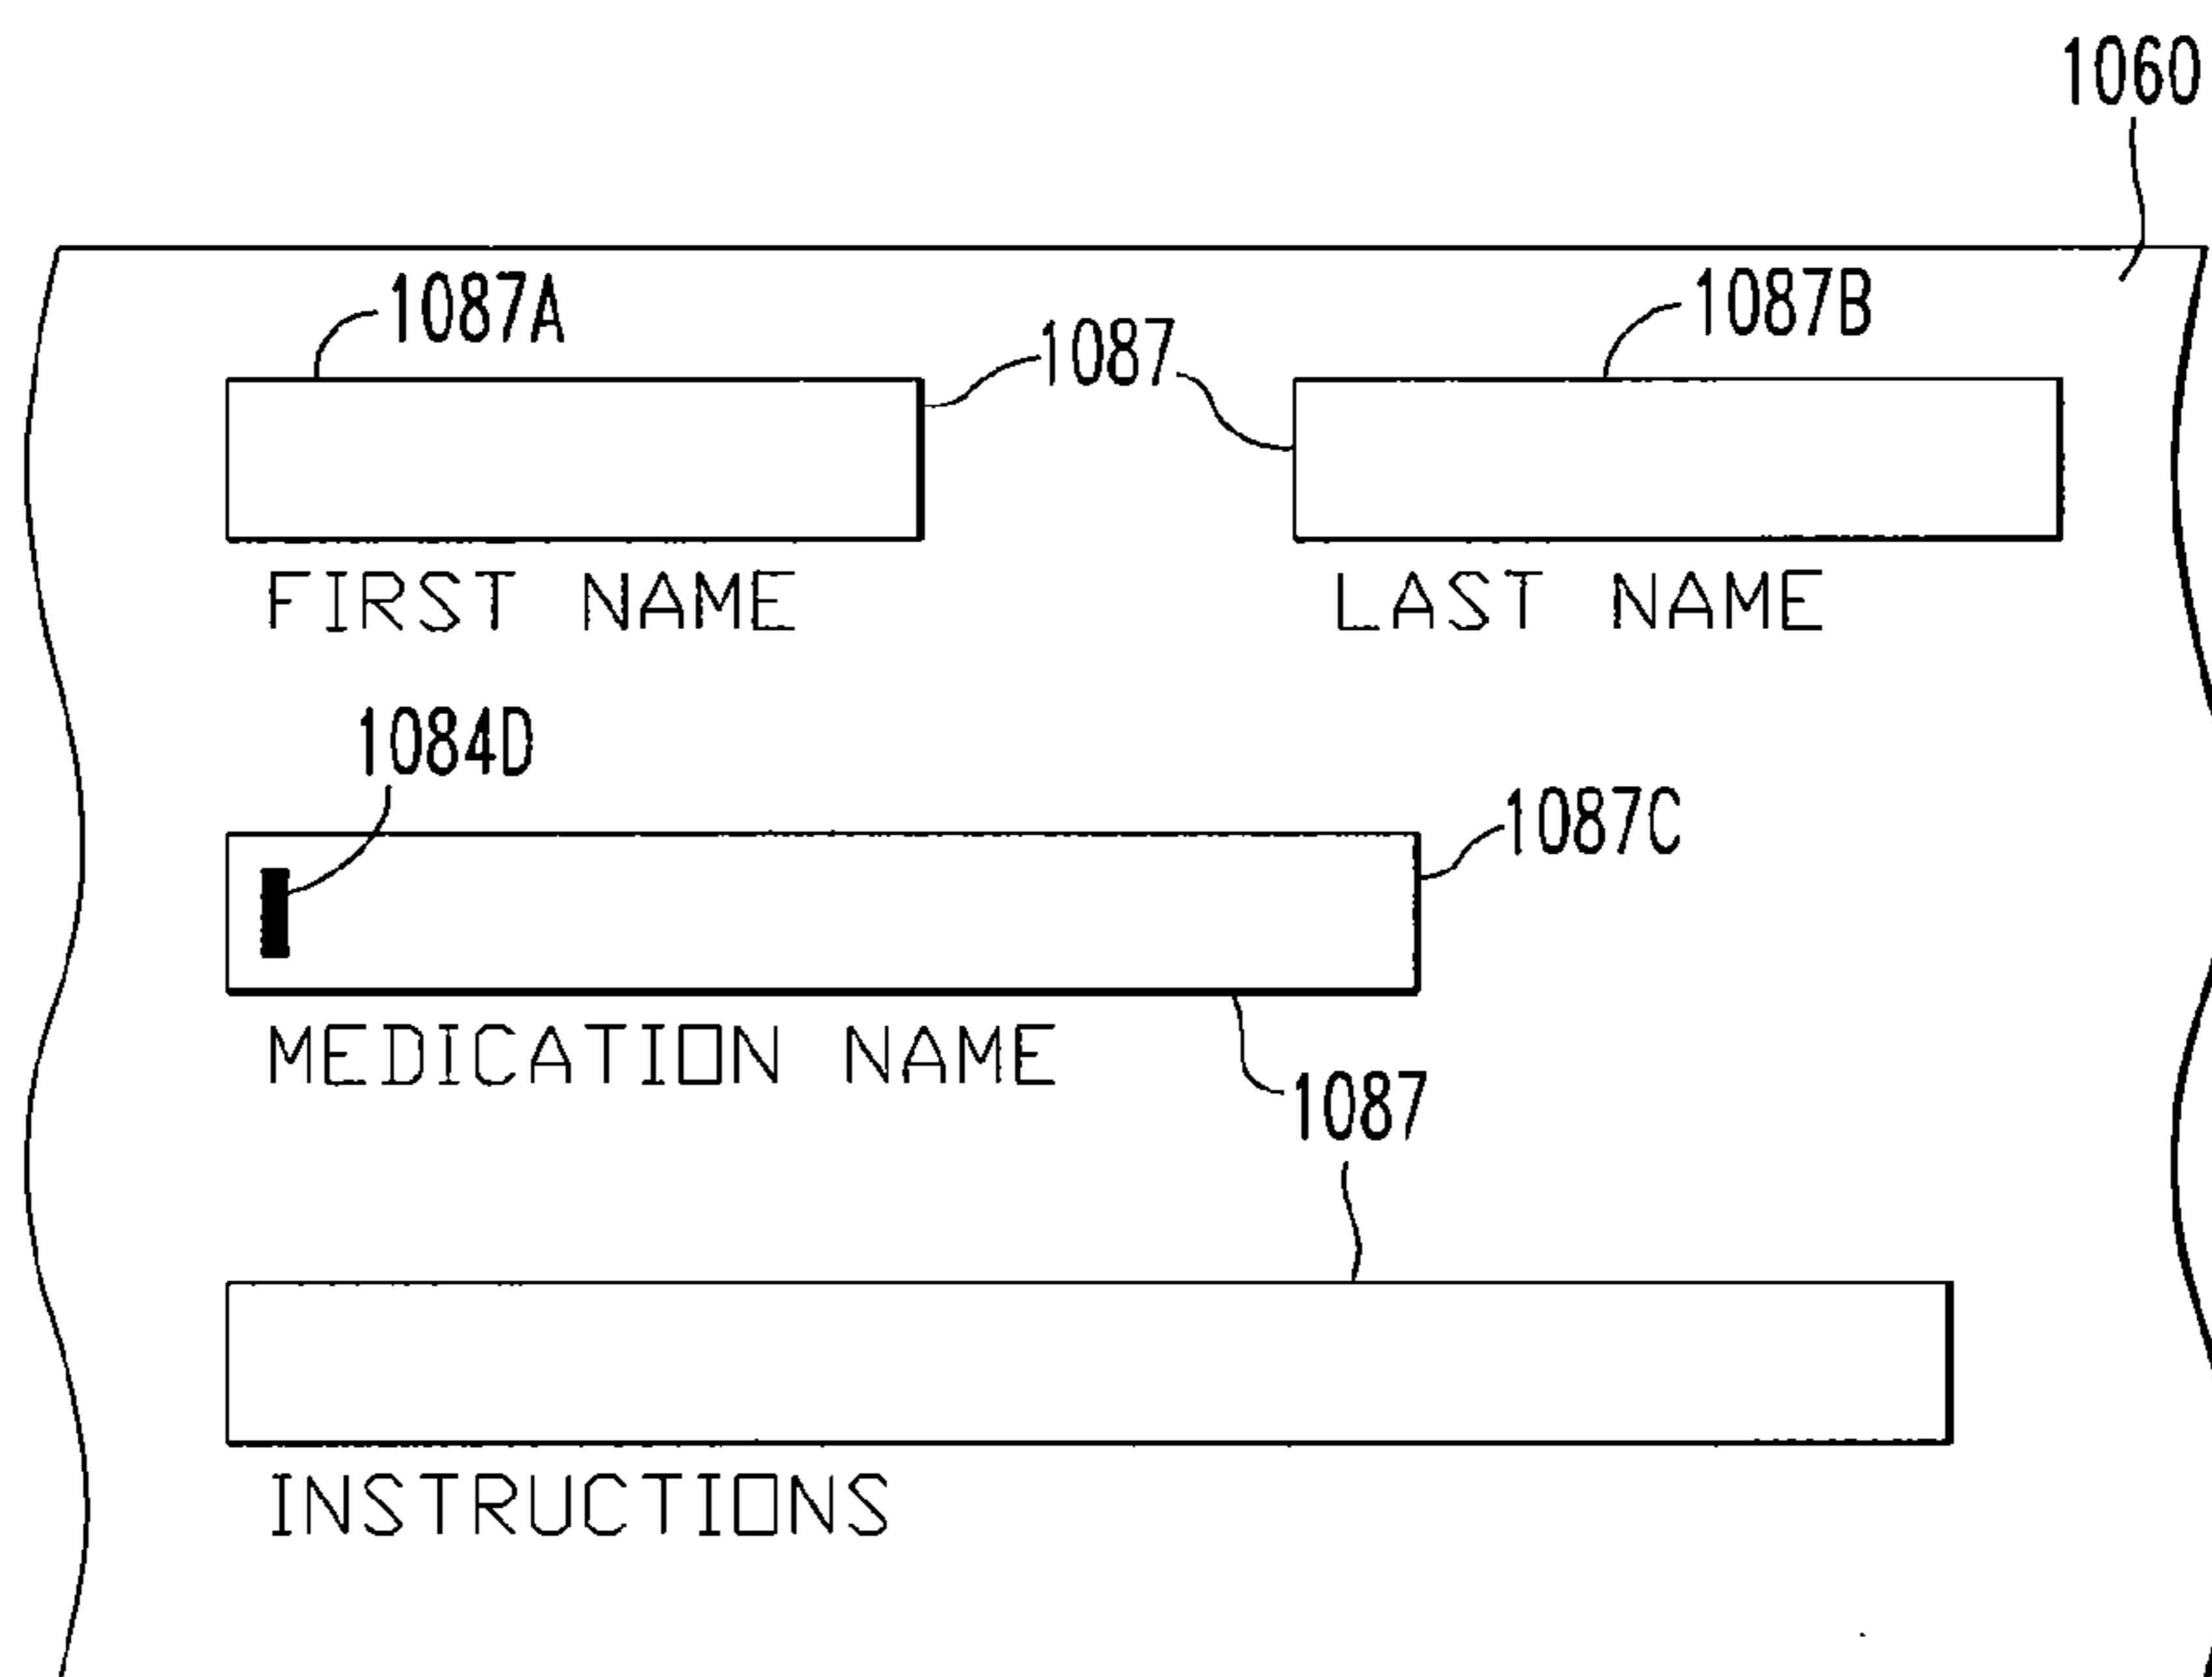 1060
1087A
1087
1087B
FIRST NAME
LAST NAME
1084D
1087C
MEDICATION NAME
1087
INSTRUCTIONS